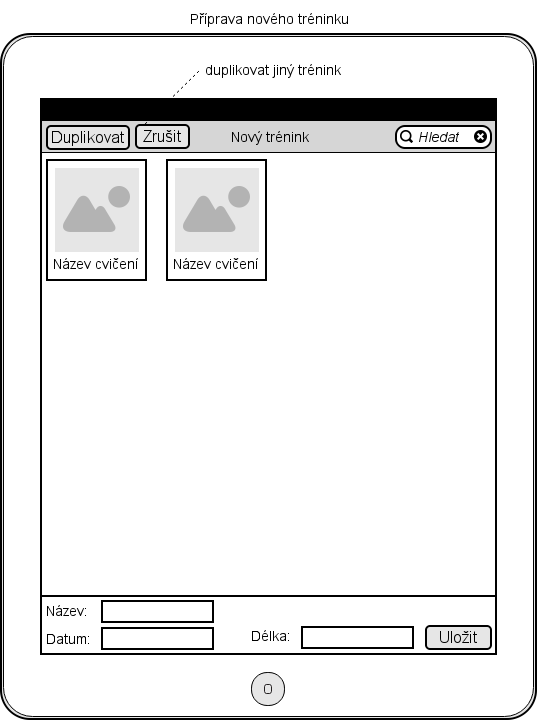 Příprava nového tréninku
duplikovat jiný trénink
Duplikovat Zrušit Nový trénink Hledat
Název cvičení Název cvičení
Název:
Datum: Délka: Uložit